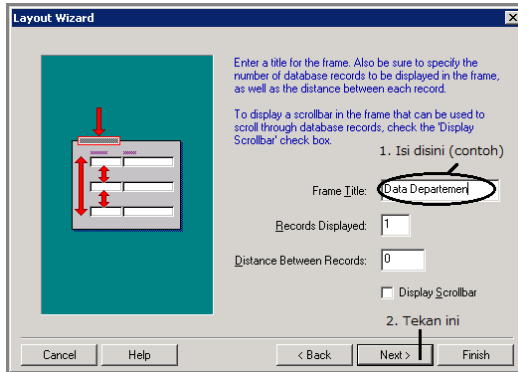 Layout Wizard
Enter a title for the frame. Also be sure to specify the
number of database records to be displayed in the frame,
as well as the distance between each record.
To display a scrollbar in the frame that can be used to
scroll through database records, check the 'Display
Scrollbar' check box.
1. Isi disini (contoh)
Frame Title: Data Departemen
Records Displayed: 1
Distance Between Records: 0
Display Scrollbar
2. Tekan ini
Cancel Help < Back Next > Finish